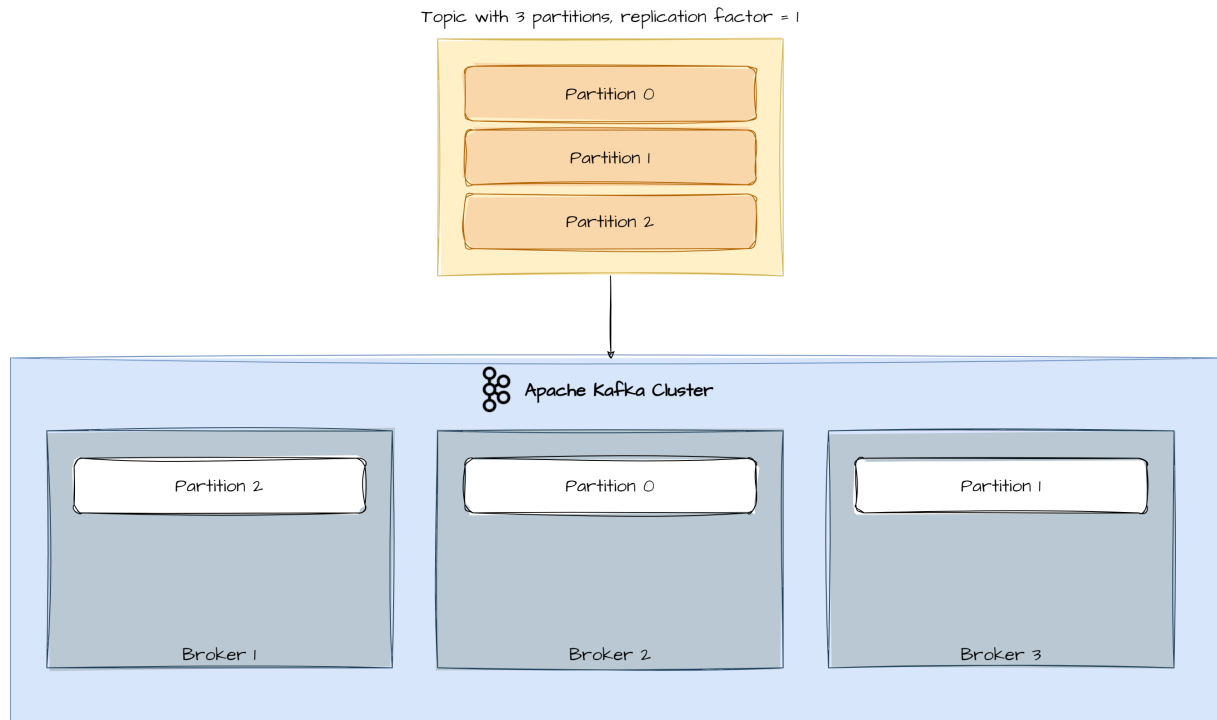 Topic with 3 partitions, replication factor = 1
Partition 0
Partition 1
Partition 2
Apache Kafka Cluster
Partition 2
Partition 0
Partition 1
Broker 1
Broker 2
Broker 3